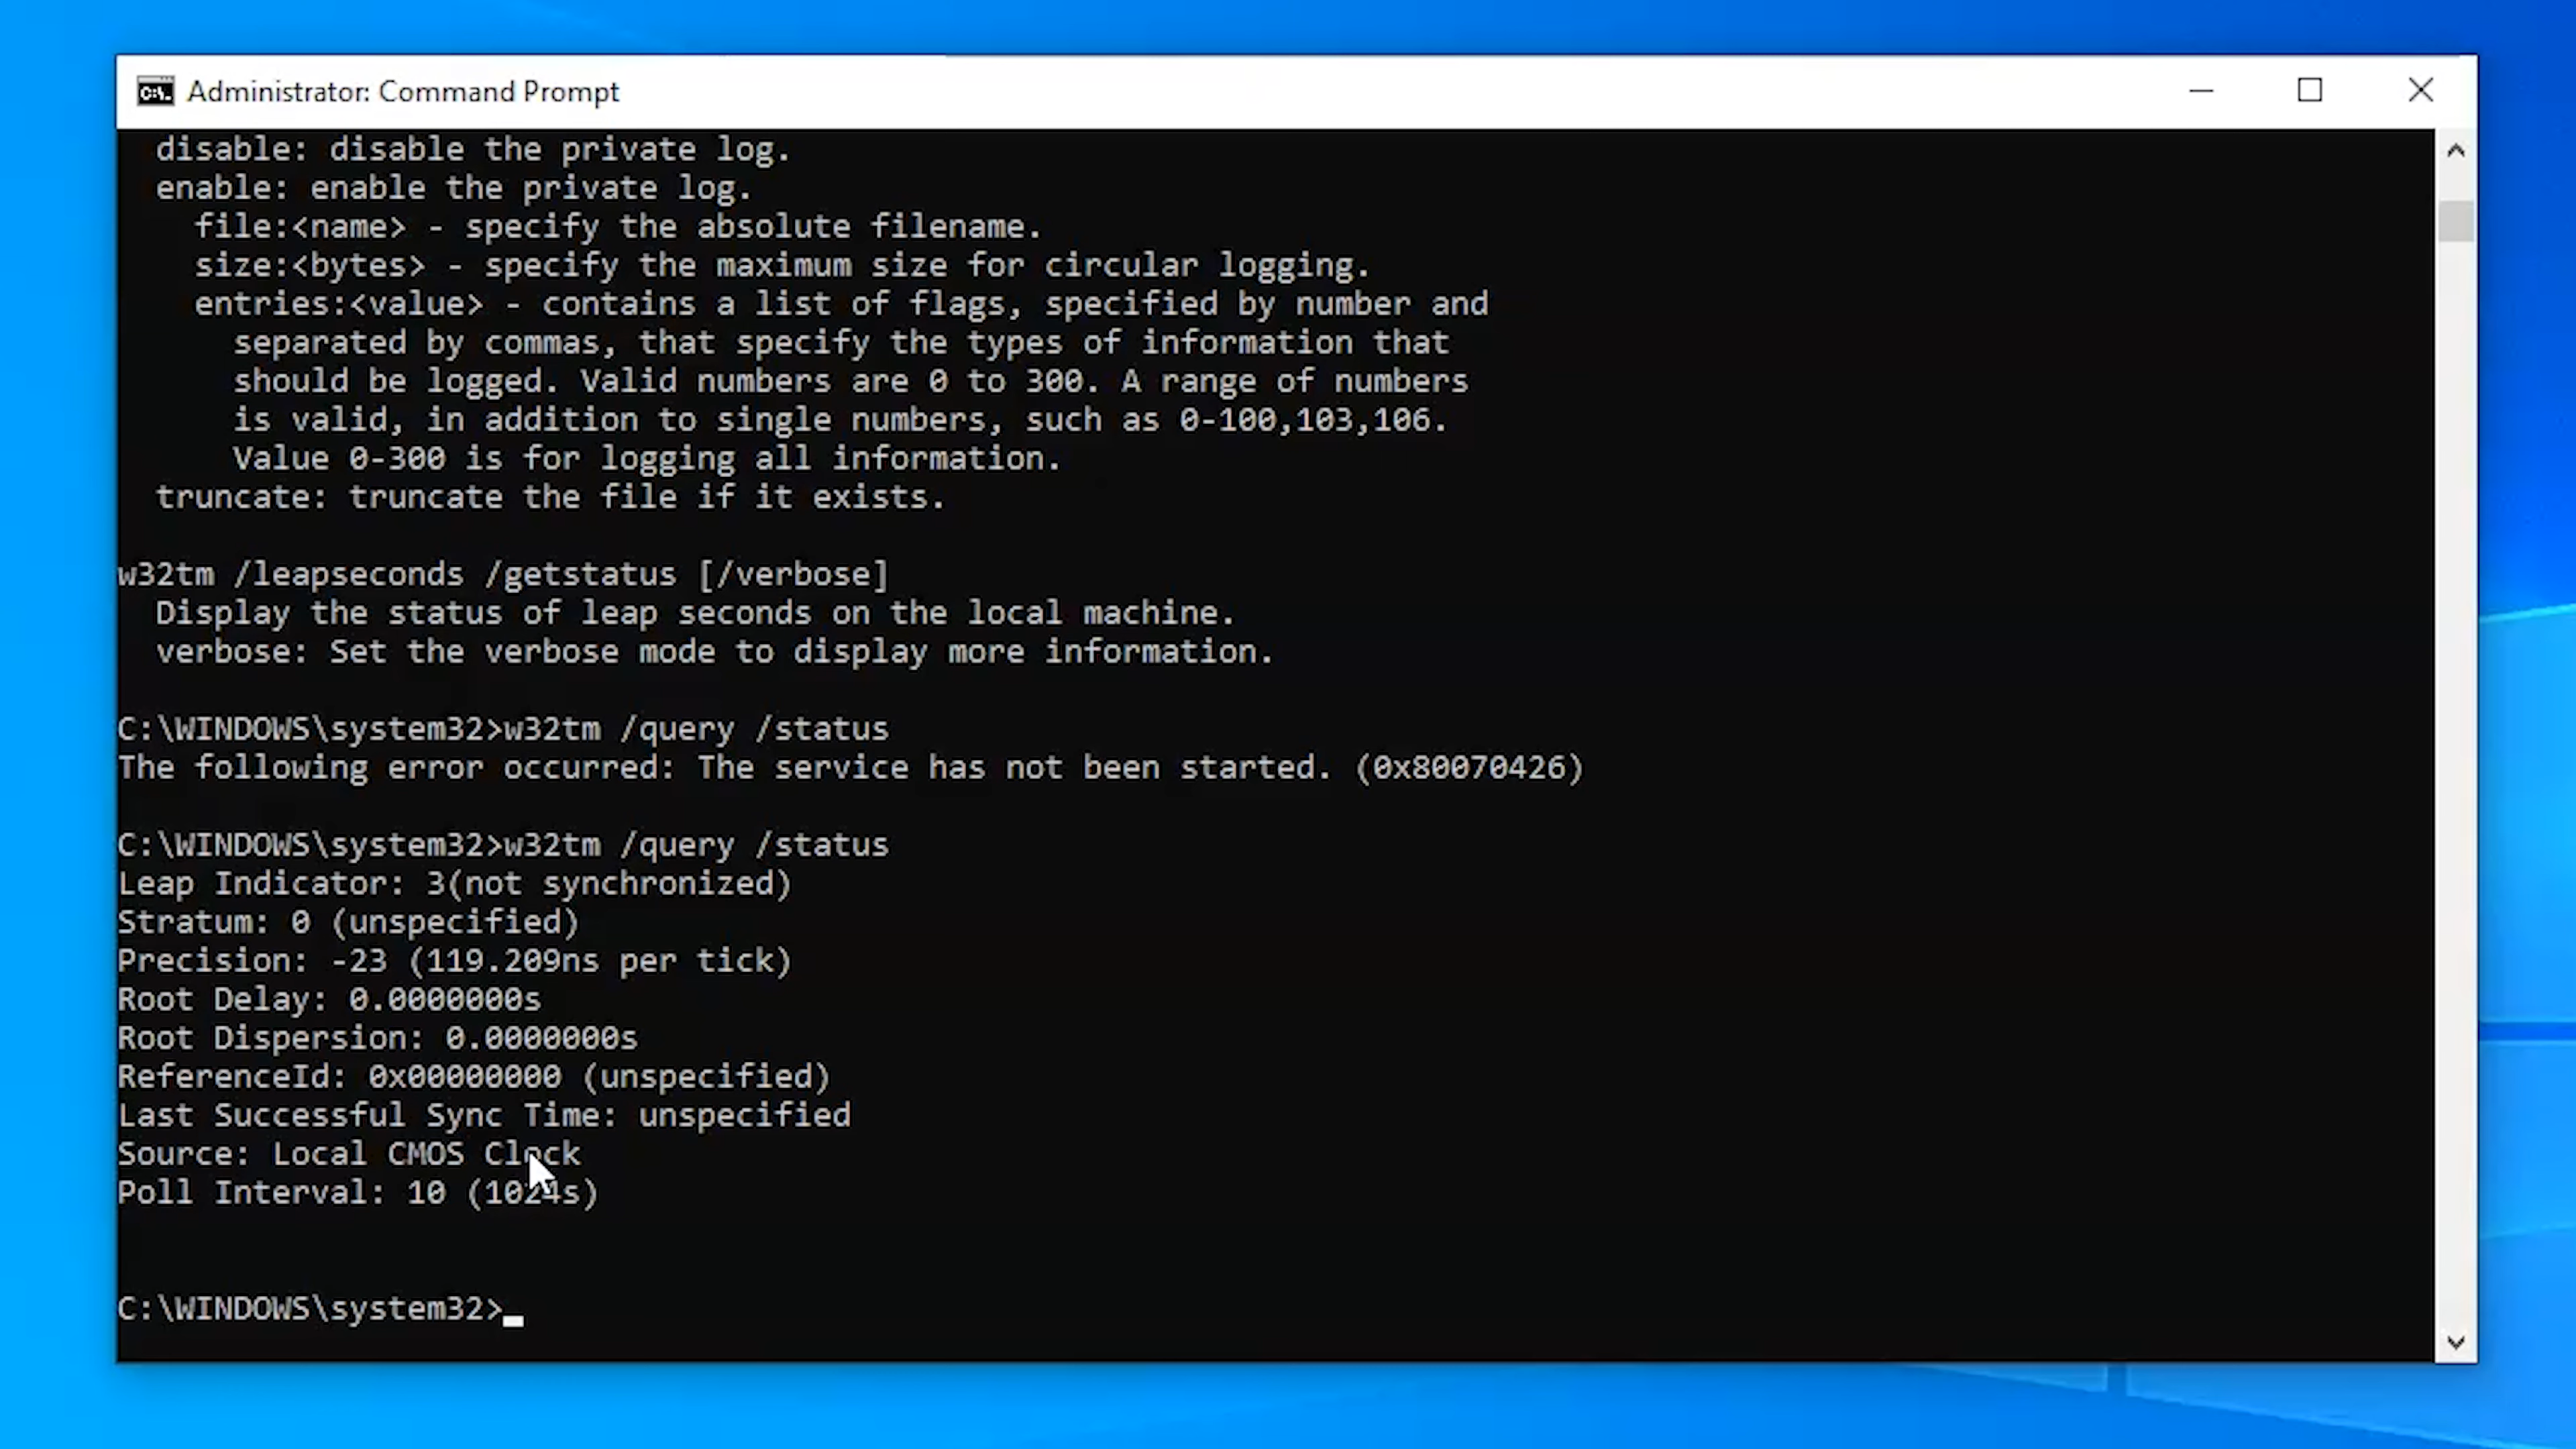 Administrator: Command Prompt
disable: disable the private log.
enable: enable the private log.
file:<name> - specify the absolute filename.
size:<bytes> - specify the maximum size for circular logging.
entries:<value> - contains a list of flags, specified by number and
separated by commas, that specify the types of information that
should be logged. Valid numbers are 0 to 300. A range of numbers
is valid, in addition to single numbers, such as 0-100,103,106.
Value 0-300 is for logging all information.
truncate: truncate the file if it exists.
w32tm /leapseconds /getstatus [/verbose]
Display the status of leap seconds on the local machine.
verbose: Set the verbose mode to display more information.
C:\WINDOWS\system32>w32tm /query /status
The following error occurred: The service has not been started. (0x80070426)
C:\WINDOWS\system32>w32tm /query /status
Leap Indicator: 3(not synchronized)
Stratum: 0 (unspecified)
Precision: -23 (119.209ns per tick)
Root Delay: 0.0000000s
Root Dispersion: 0.0000000s
ReferenceId: 0x00000000 (unspecified)
Last Successful Sync Time: unspecified
Source: Local CMOS Clock
Poll Interval: 10 (1024s)
C:\WINDOWS\system32>